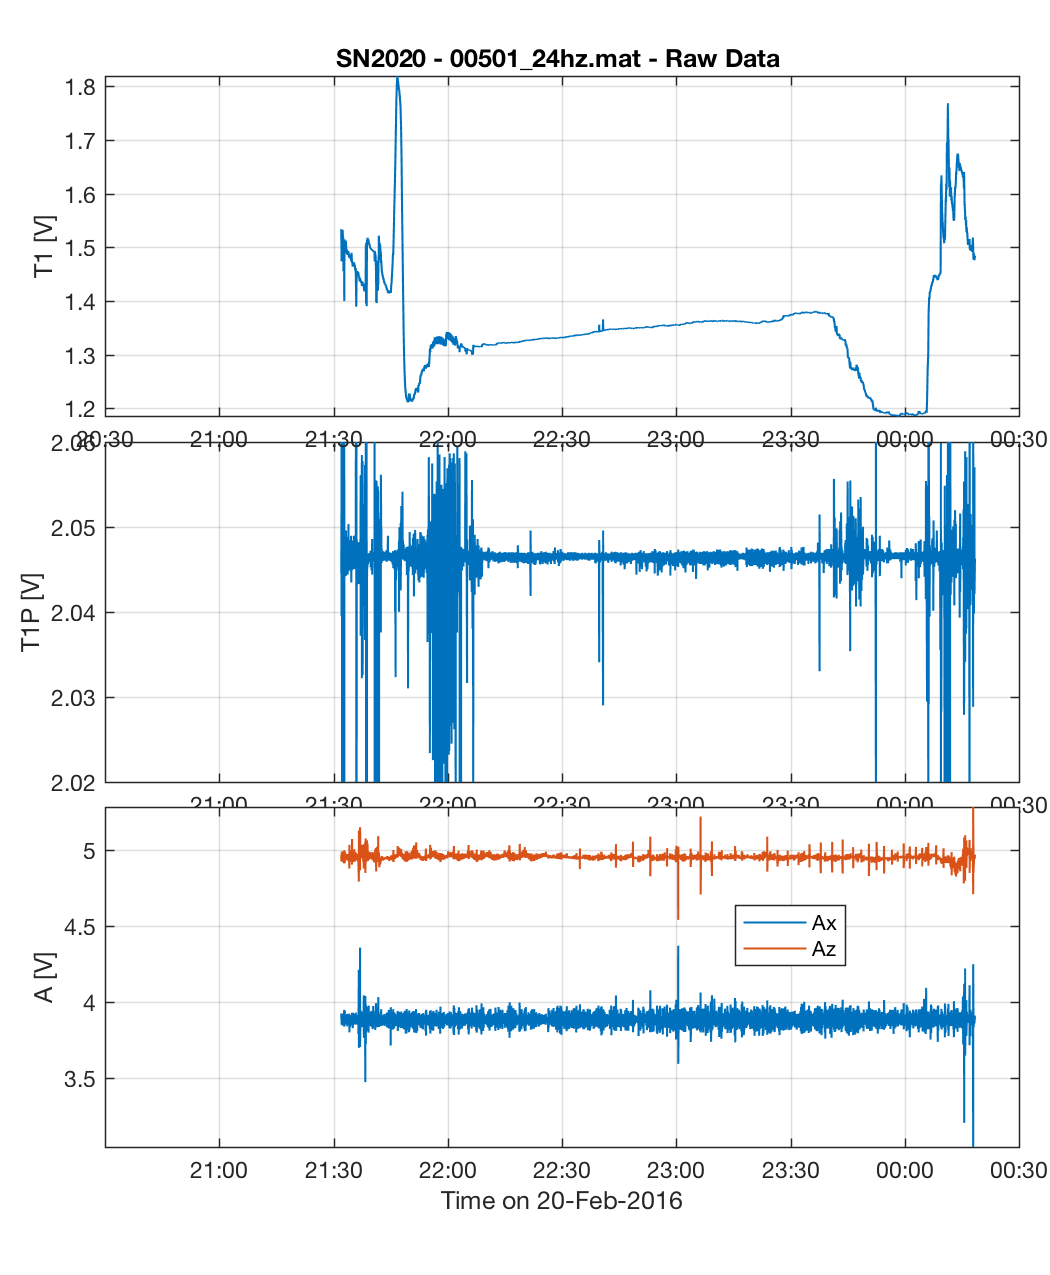 SN2020 - 00501_24hz.mat - Raw Data
1.8
1.7
1.6
1.5
1.4
1.3
1.2
T1 [V]
20:30 21:00 21:30 22:00 22:30 23:00 23:30 00:00 00:30
2.06
2.05
2.04
2.03
2.02
T1P [V]
21:00 21:30 22:00 22:30 23:00 23:30 00:00 00:30
5
4.5
4
3.5
A [V]
Ax
Az
21:00 21:30 22:00 22:30 23:00 23:30 00:00 00:30
Time on 20-Feb-2016